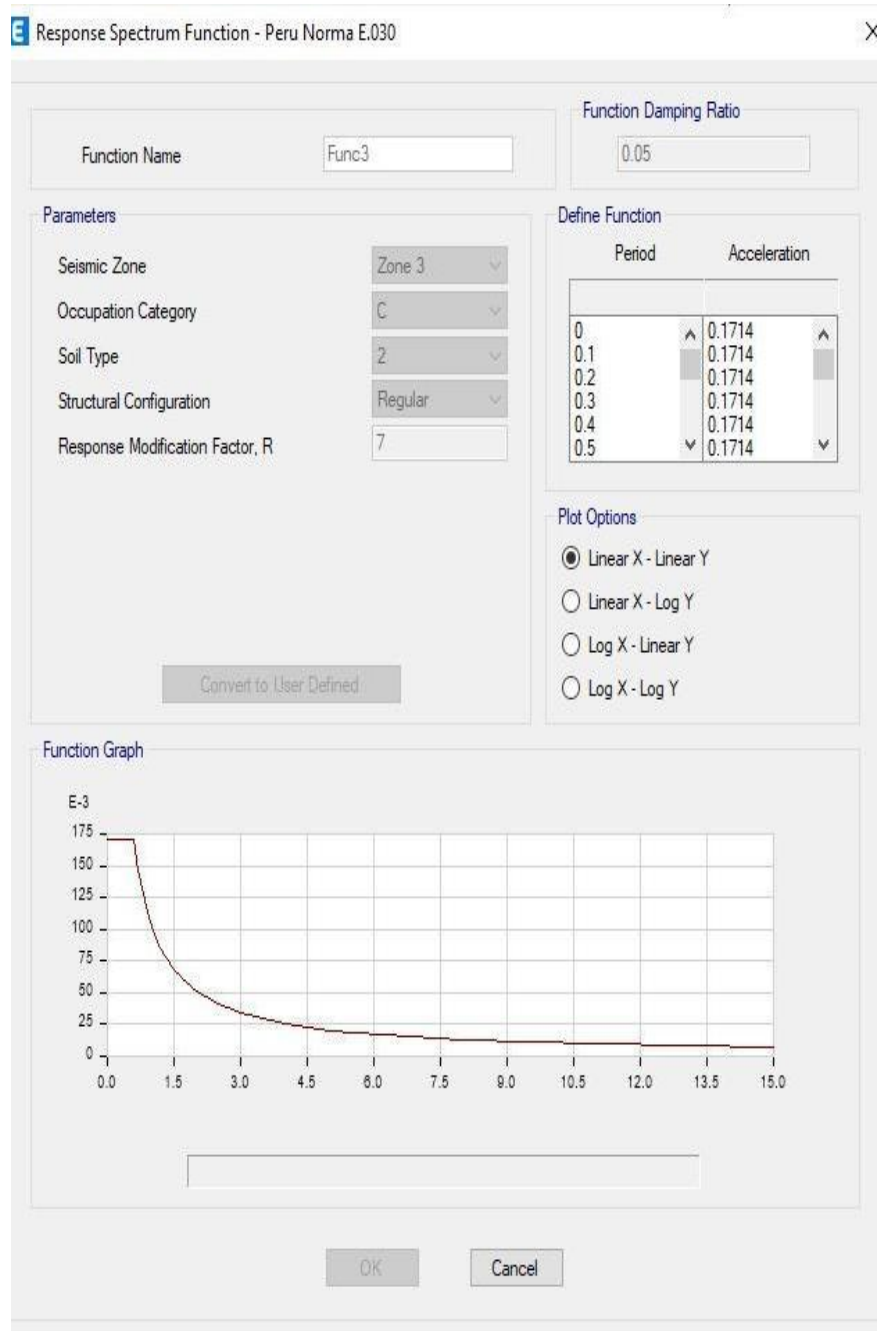 E Response Spectrum Function - Peru Norma E.030 X
Function Name Func3
Function Damping Ratio
0.05
Parameters
Seismic Zone Zone 3
Occupation Category C
Soil Type 2
Structural Configuration Regular
Response Modification Factor, R 7
Convert to User Defined
Define Function
Period Acceleration
0 0.1714
0.1 0.1714
0.2 0.1714
0.3 0.1714
0.4 0.1714
0.5 0.1714
Plot Options
Linear X - Linear Y
Linear X - Log Y
Log X - Linear Y
Log X - Log Y
Function Graph
E-3
175
150
125
100
75
50
25
0
0.0 1.5 3.0 4.5 6.0 7.5 9.0 10.5 12.0 13.5 15.0
OK Cancel